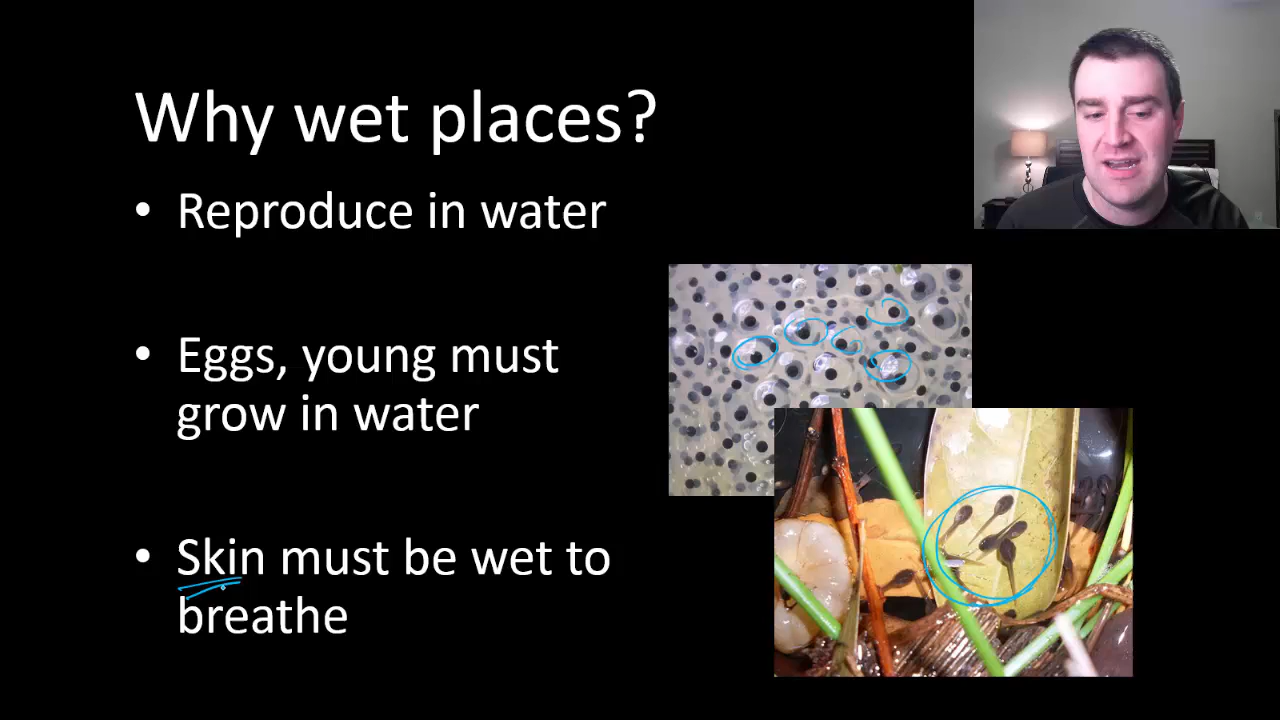 Why wet places?
• Reproduce in water
• Eggs, young must
grow in water
• Skin must be wet to
breathe